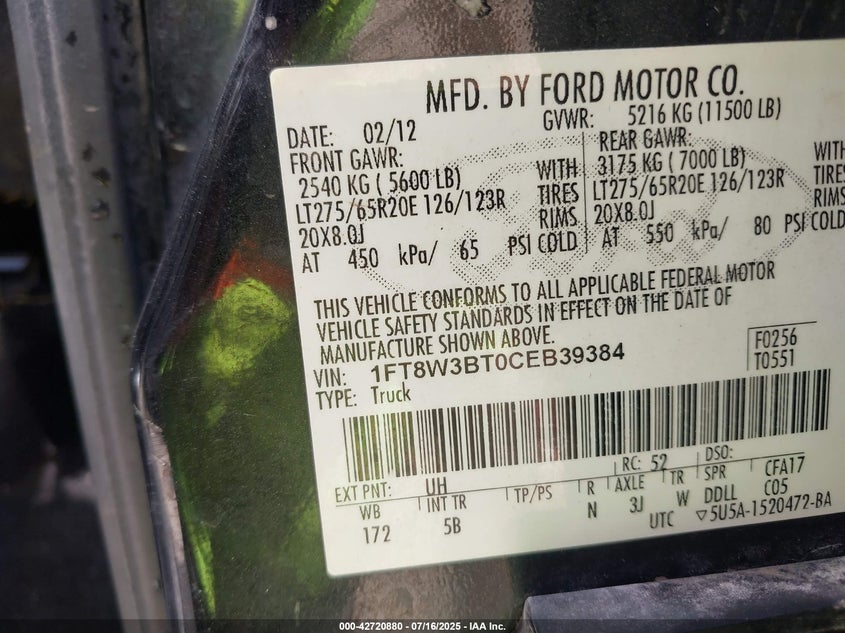 MFD. BY FORD MOTOR CO.
DATE: 02/12
GVWR: 5216 KG (11500 LB)
FRONT GAWR:
2540 KG ( 5600 LB)
LT275/65R20E 126/123R
20X8.0J
AT 450 kPa/ 65 PSI COLD
WITH
TIRES
RIMS
REAR GAWR:
3175 KG ( 7000 LB)
LT275/65R20E 126/123R
20X8.0J
AT 550 kPa/ 80 PSI COLD
WITH
TIRES
RIMS
THIS VEHICLE CONFORMS TO ALL APPLICABLE FEDERAL MOTOR
VEHICLE SAFETY STANDARDS IN EFFECT ON THE DATE OF
MANUFACTURE SHOWN ABOVE.
VIN: 1FT8W3BT0CEB39384
TYPE: Truck
F0256
T0551
EXT PNT: UH RC: 52 DSO:
WB INT TR TP/PS R AXLE TR SPR CFA17
172 5B N 3J W DDLL C05
UTC ▽5U5A-1520472-BA
000-42720880 - 07/16/2025 - IAA Inc.